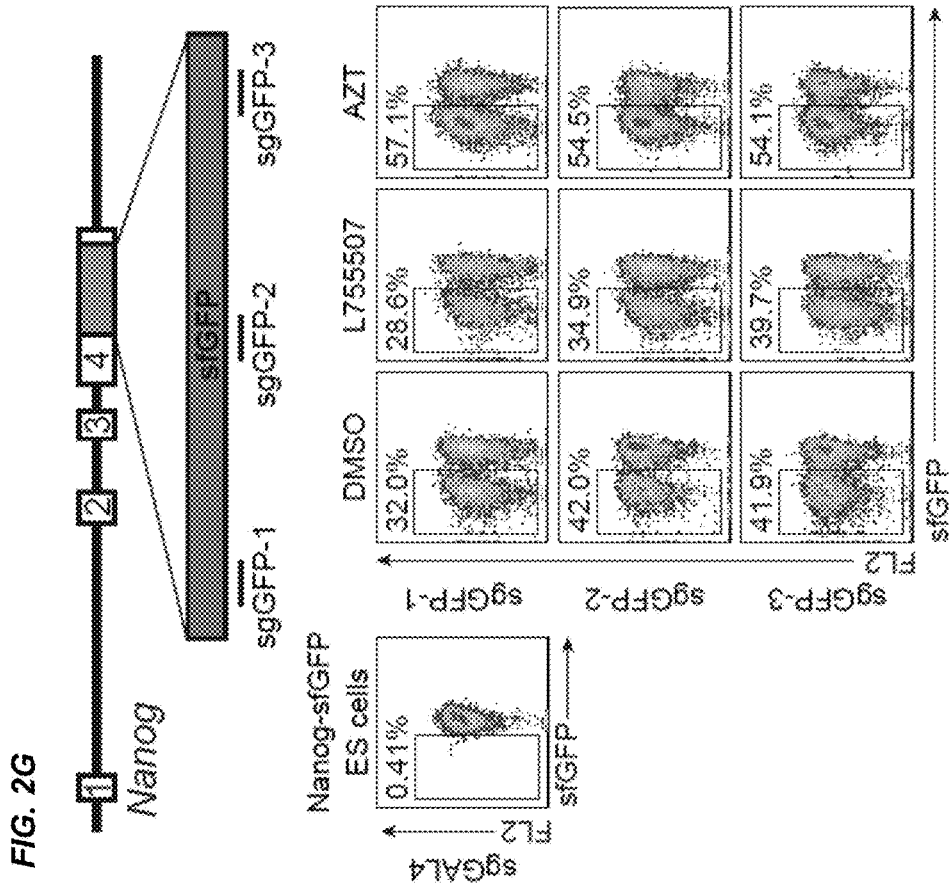 FIG. 2G
1 2 3 4
Nanog
sfGFP
sgGFP-1 sgGFP-2 sgGFP-3
Nanog-sfGFP
ES cells
0.41%
sgGAL4
FL2
sfGFP
DMSO L755507 AZT
sgGFP-1
32.0% 28.6% 57.1%
sgGFP-2
42.0% 34.9% 54.5%
sgGFP-3
41.9% 39.7% 54.1%
FL2
sfGFP